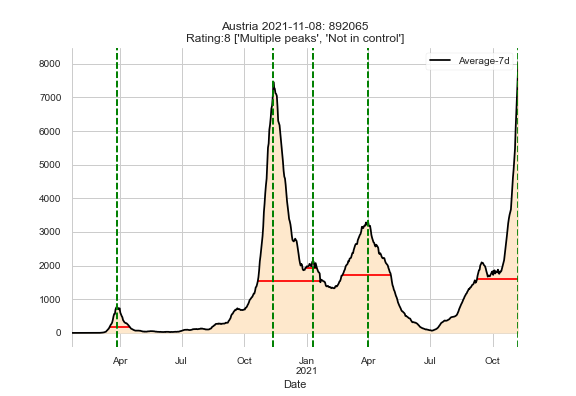 Austria 2021-11-08: 892065
Rating:8 ['Multiple peaks', 'Not in control']
Average-7d
8000
7000
6000
5000
4000
3000
2000
1000
0
Apr
Jul
Oct
Jan
2021
Apr
Jul
Oct
Date